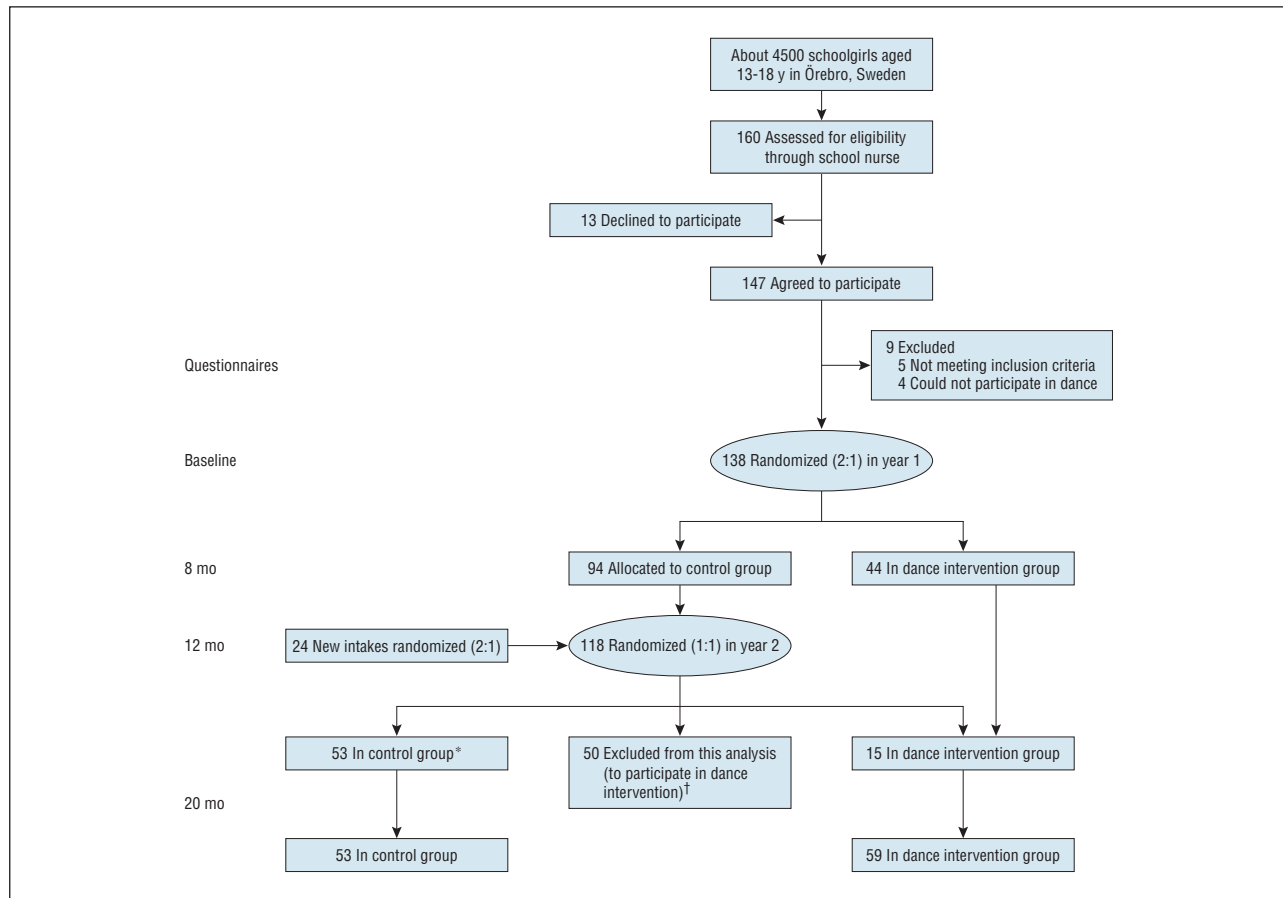 About 4500 schoolgirls aged
13-18 y in Örebro, Sweden
160 Assessed for eligibility
through school nurse
13 Declined to participate
147 Agreed to participate
Questionnaires
9 Excluded
5 Not meeting inclusion criteria
4 Could not participate in dance
Baseline
138 Randomized (2:1) in year 1
8 mo
94 Allocated to control group
44 In dance intervention group
12 mo
24 New intakes randomized (2:1)
118 Randomized (1:1) in year 2
53 In control group*
50 Excluded from this analysis
(to participate in dance
intervention)†
15 In dance intervention group
20 mo
53 In control group
59 In dance intervention group